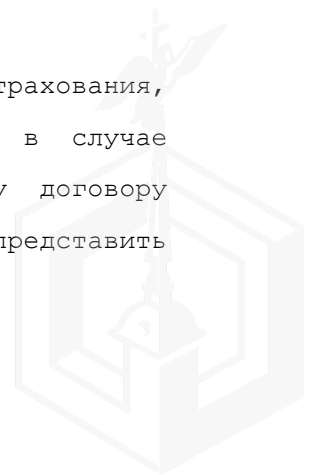 трахования,
в случае
у договору
представить